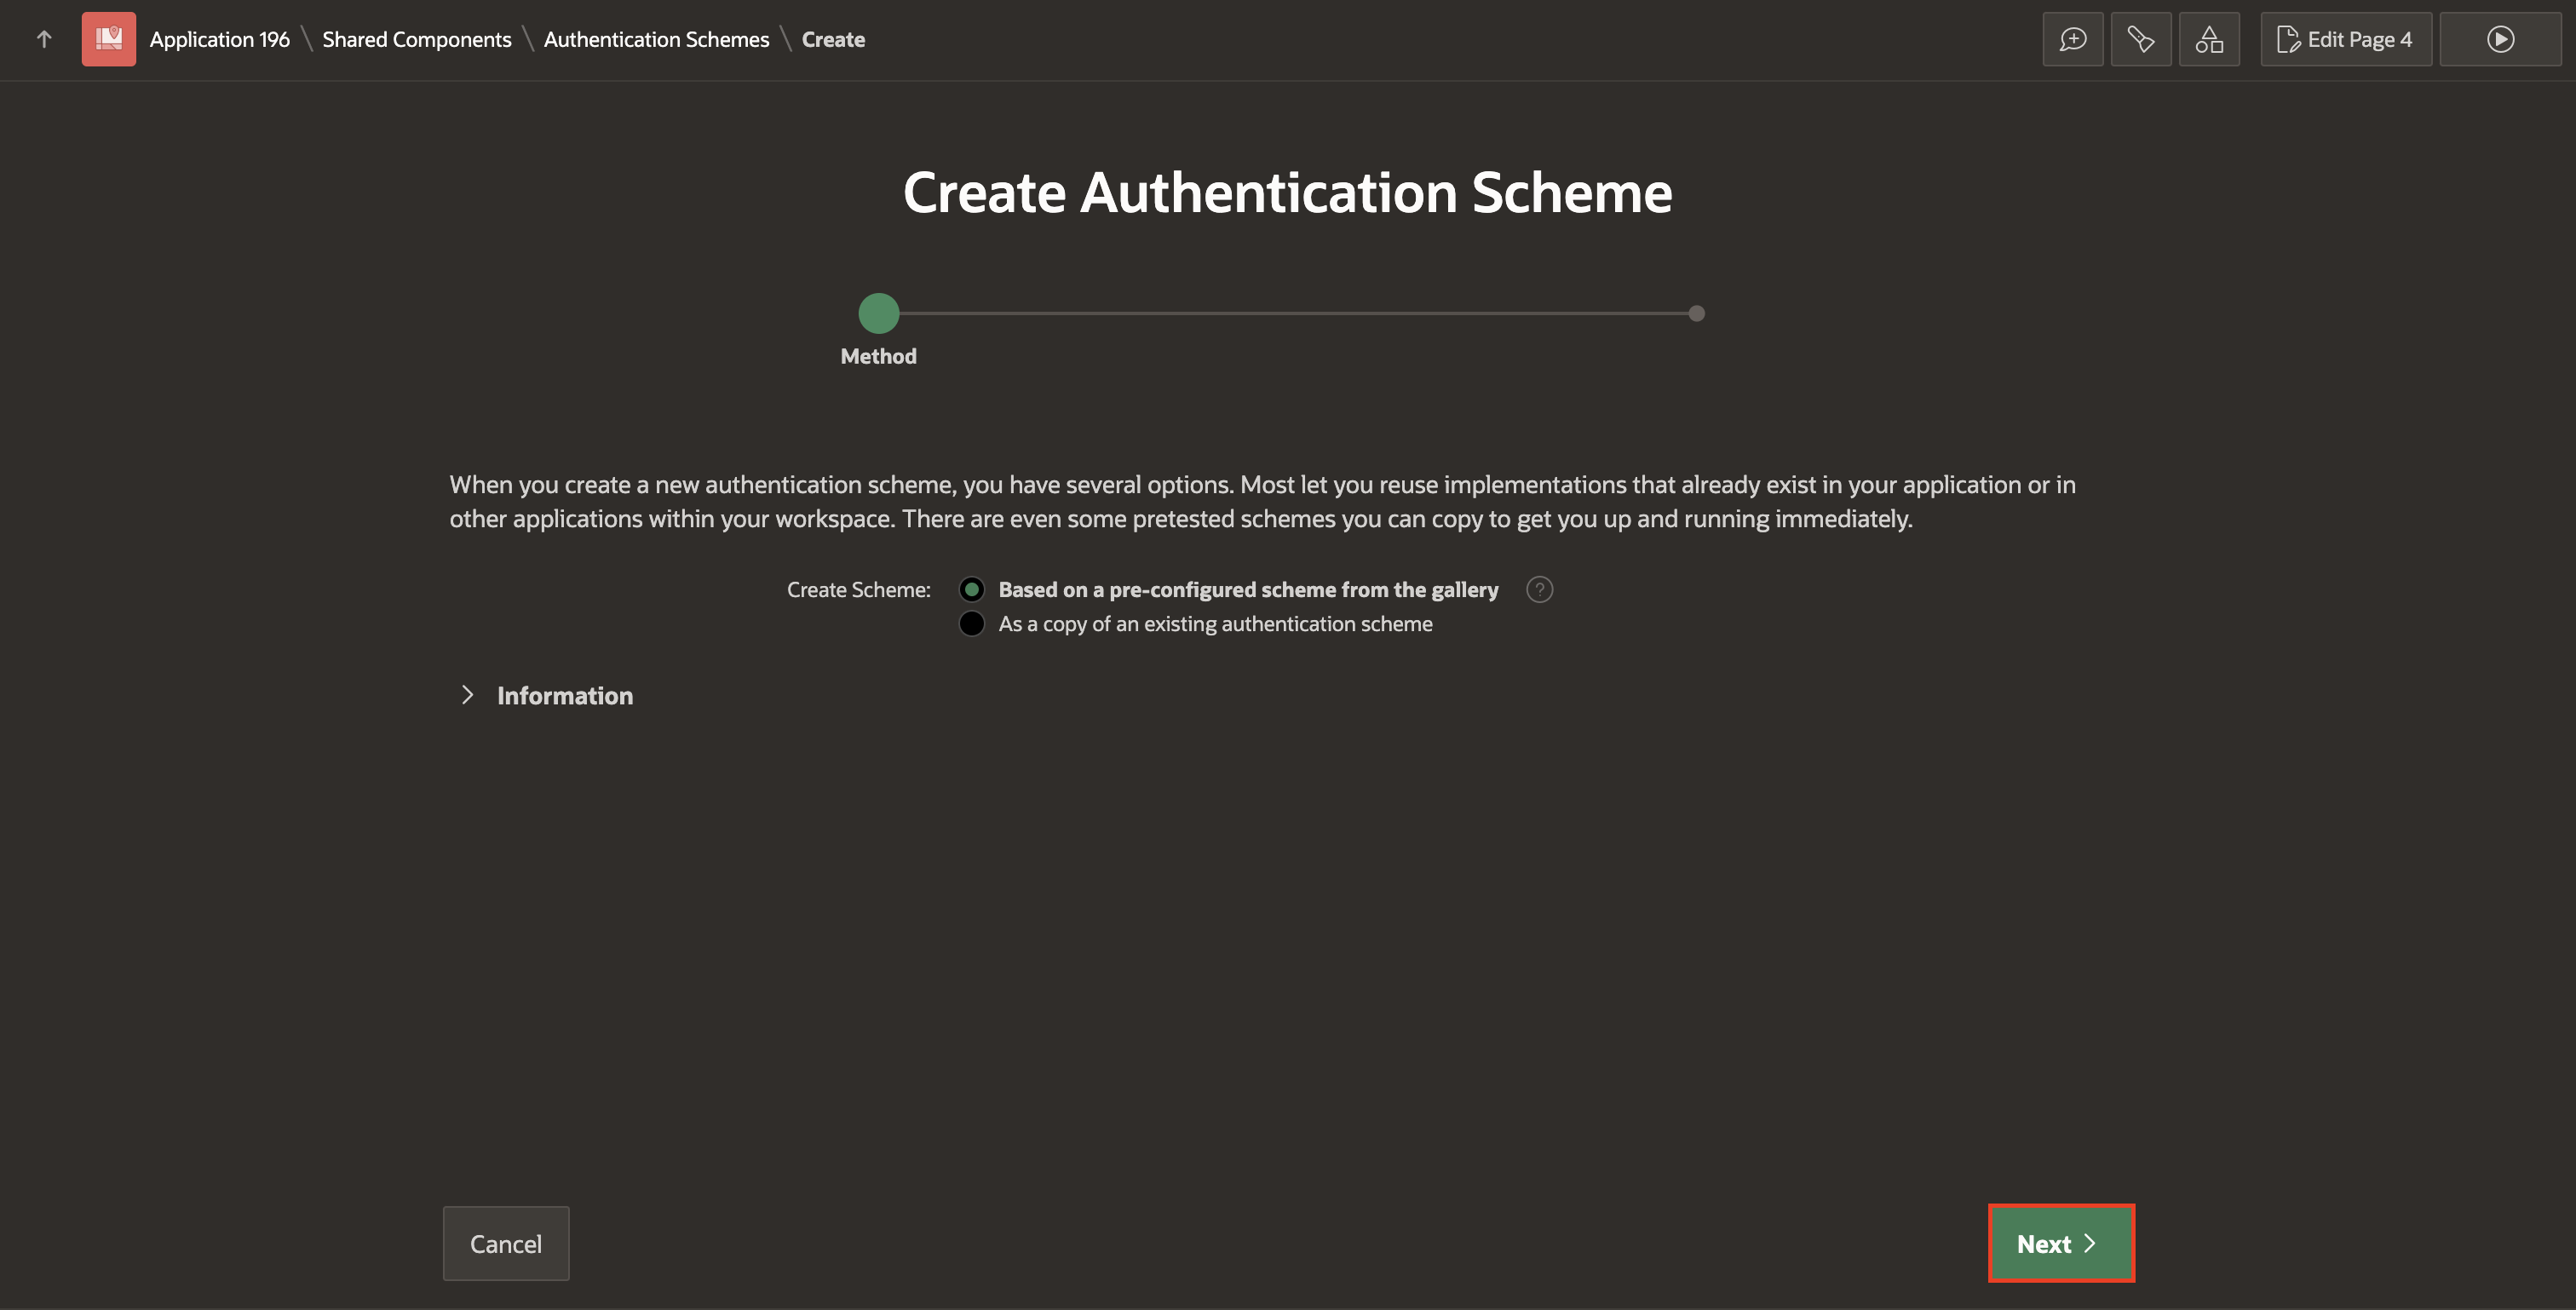 Application 196 \ Shared Components \ Authentication Schemes \ Create
Edit Page 4
Create Authentication Scheme
Method
When you create a new authentication scheme, you have several options. Most let you reuse implementations that already exist in your application or in
other applications within your workspace. There are even some pretested schemes you can copy to get you up and running immediately.
Create Scheme: Based on a pre-configured scheme from the gallery ?
As a copy of an existing authentication scheme
Information
Cancel
Next